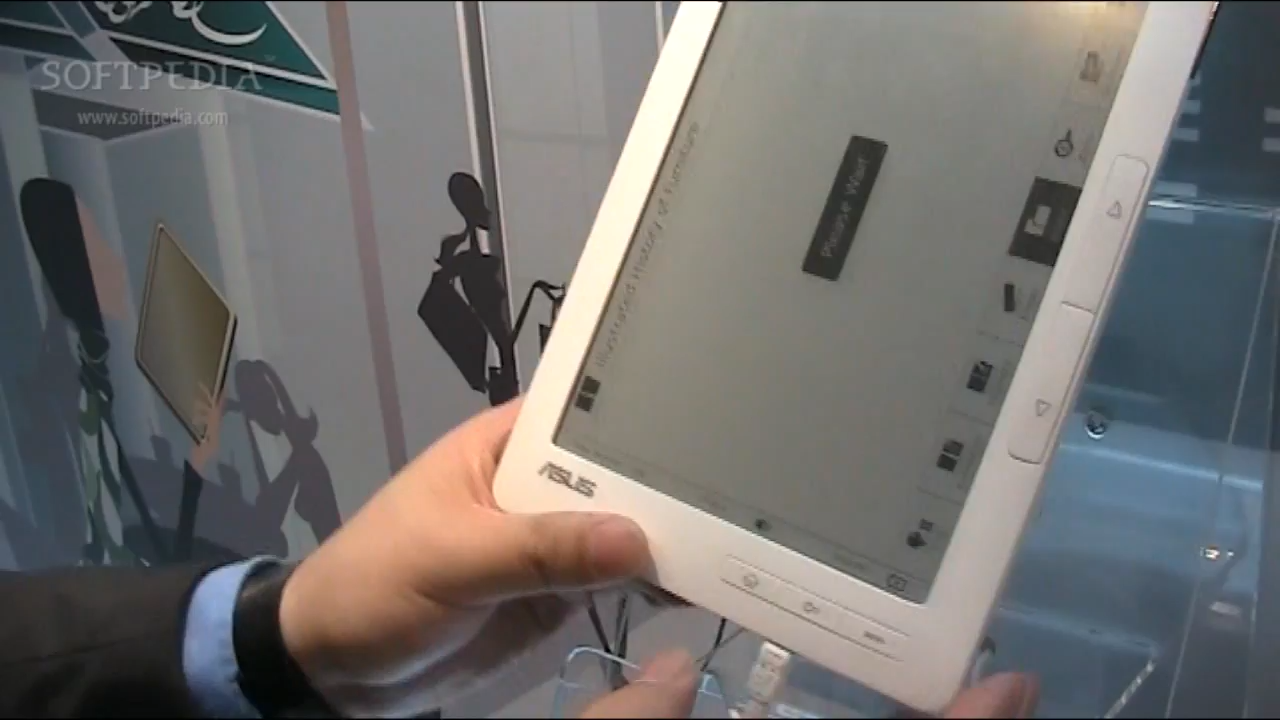 SOFTPEDIA
www.softpedia.com
Illustrated History of Furniture
Please Wait
ASUS